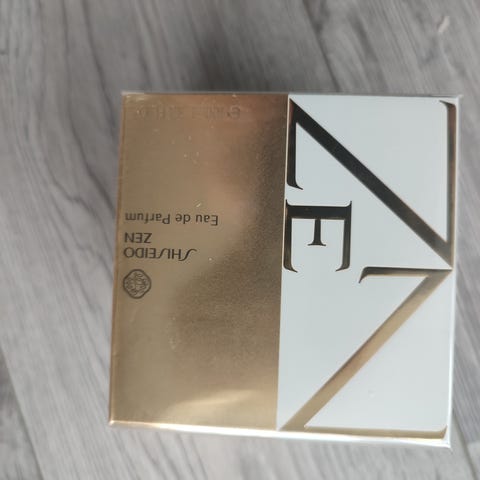 ZEN
SHISEIDO
ZEN
Eau de Parfum